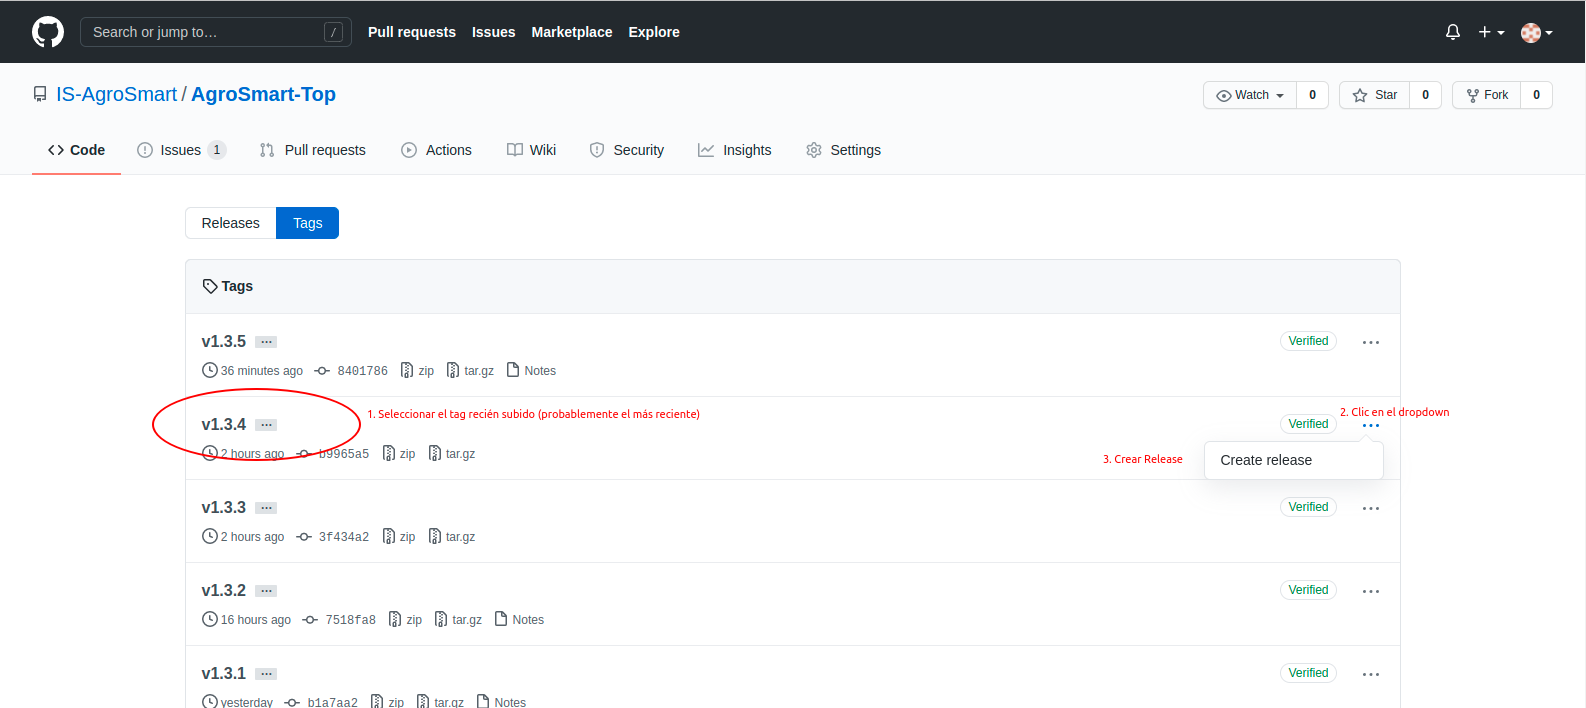 Search or jump to… / Pull requests Issues Marketplace Explore
IS-AgroSmart / AgroSmart-Top Watch 0 Star 0 Fork 0
Code Issues 1 Pull requests Actions Wiki Security Insights Settings
Releases Tags
Tags
v1.3.5 ... Verified ...
36 minutes ago 8401786 zip tar.gz Notes
1. Seleccionar el tag recién subido (probablemente el más reciente) 2. Clic en el dropdown
v1.3.4 ... Verified ...
2 hours ago b9965a5 zip tar.gz 3. Crear Release Create release
v1.3.3 ... Verified ...
2 hours ago 3f434a2 zip tar.gz
v1.3.2 ... Verified ...
16 hours ago 7518fa8 zip tar.gz Notes
v1.3.1 ... Verified ...
yesterday b1a7aa2 zip tar.gz Notes